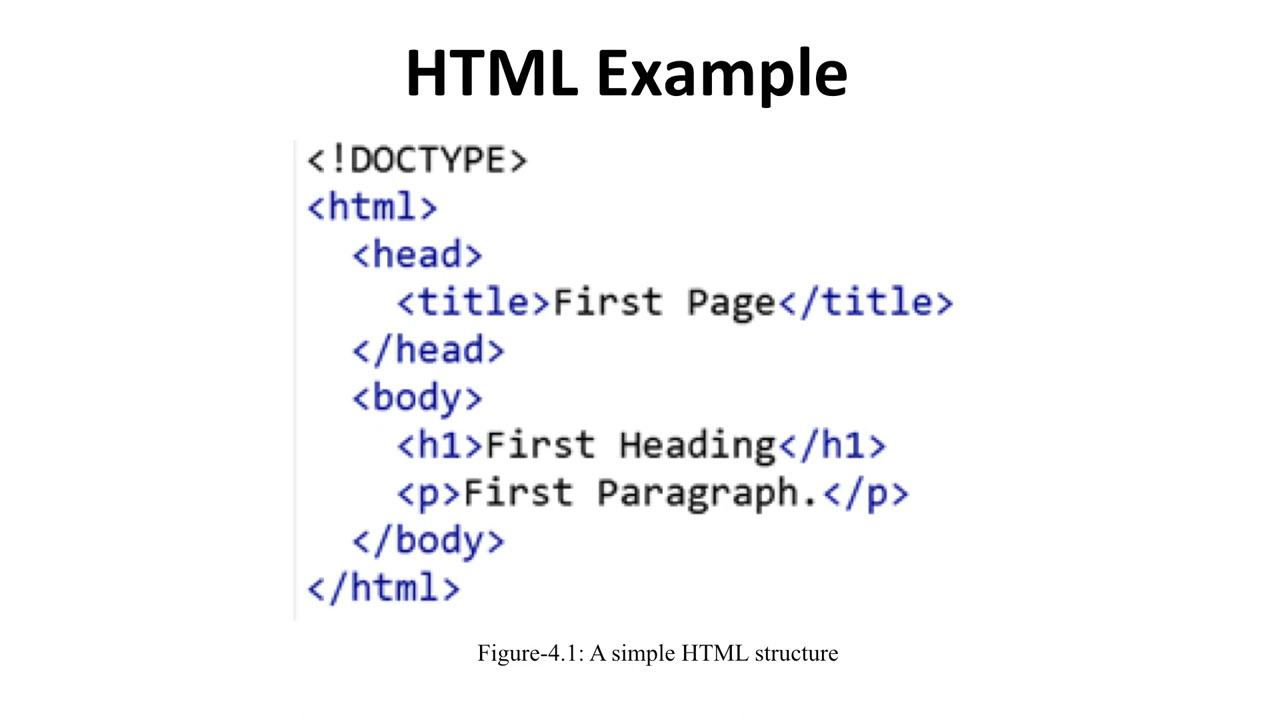 HTML Example
<!DOCTYPE>
<html>
<head>
<title>First Page</title>
</head>
<body>
<h1>First Heading</h1>
<p>First Paragraph.</p>
</body>
</html>
Figure-4.1: A simple HTML structure